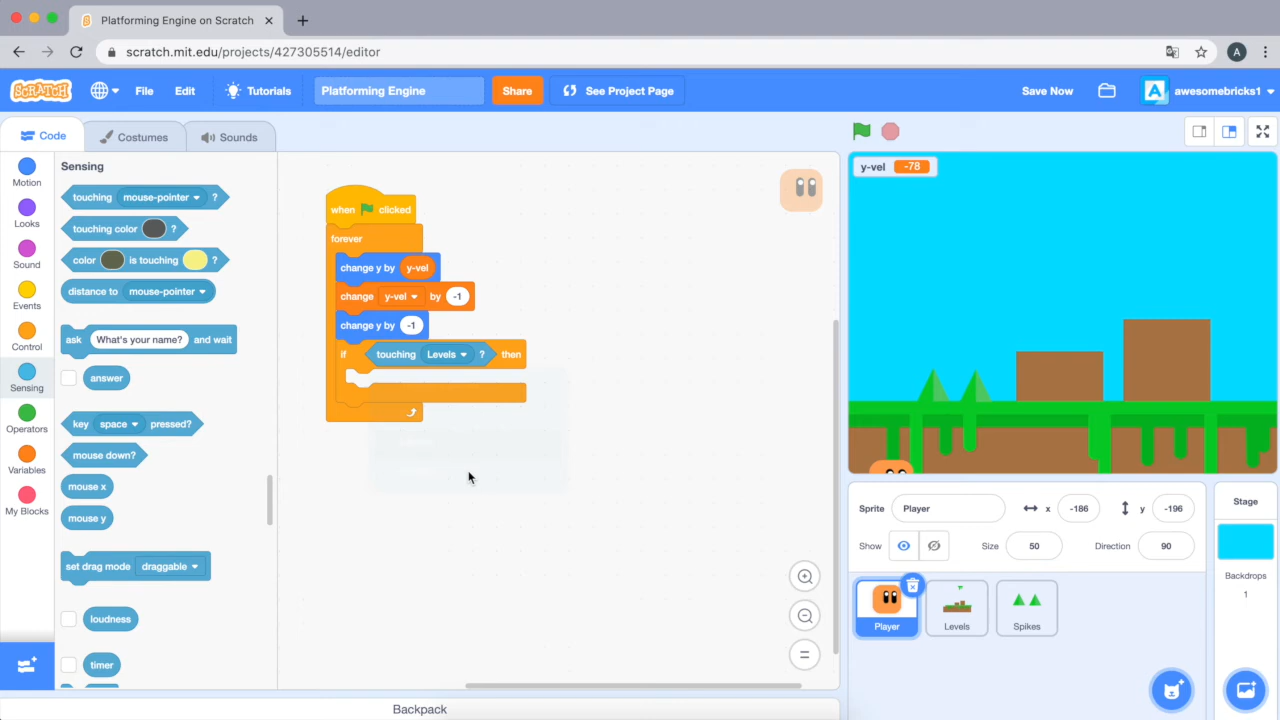 Platforming Engine on Scratch
scratch.mit.edu/projects/427305514/editor
A
SCRATCH
File
Edit
Tutorials
Platforming Engine
Share
See Project Page
Save Now
A
awesomebricks1
Code
Costumes
Sounds
Motion
Looks
Sound
Events
Control
Sensing
Operators
Variables
My Blocks
Sensing
touching mouse-pointer ?
touching color ?
color is touching ?
distance to mouse-pointer
ask What's your name? and wait
answer
key space pressed?
mouse down?
mouse x
mouse y
set drag mode draggable
loudness
timer
when clicked
forever
change y by y-vel
change y-vel by -1
change y by -1
if touching Levels ? then
y-vel -78
Sprite Player x -186 y -196
Show Size 50 Direction 90
Player
Levels
Spikes
Stage
Backdrops
1
Backpack